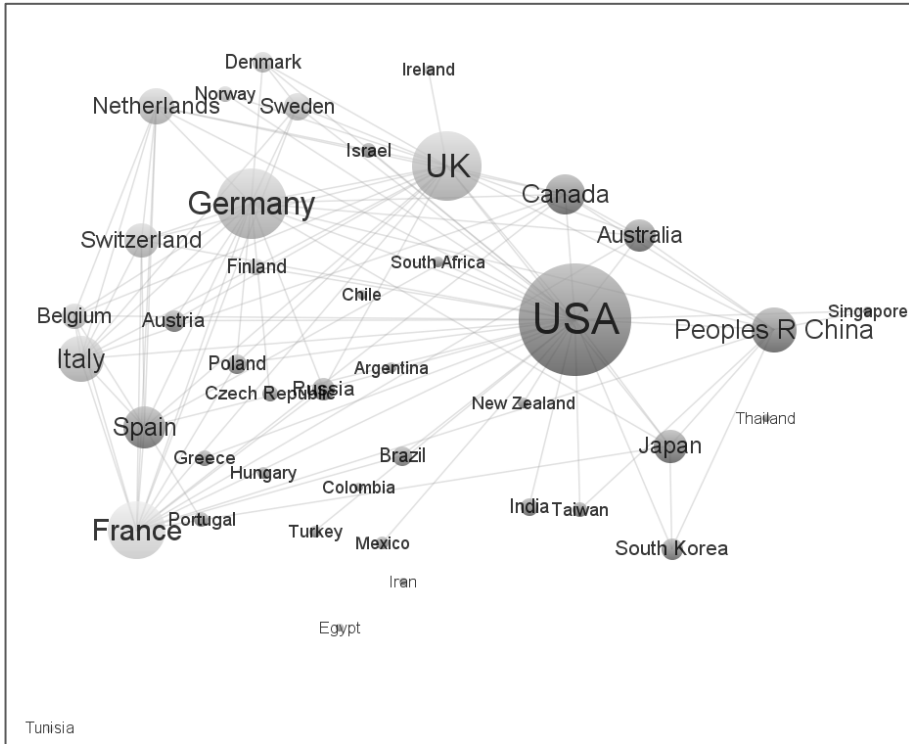 Denmark
Ireland
Norway
Netherlands
Sweden
Israel
UK
Canada
Germany
Switzerland
Australia
South Africa
Finland
Chile
Singapore
Belgium
Austria
USA
Peoples R China
Italy
Poland
Argentina
Czech Republic
Russia
New Zealand
Thailand
Spain
Japan
Greece
Brazil
Hungary
Colombia
India
Taiwan
Portugal
France
Turkey
Mexico
South Korea
Iran
Egypt
Tunisia